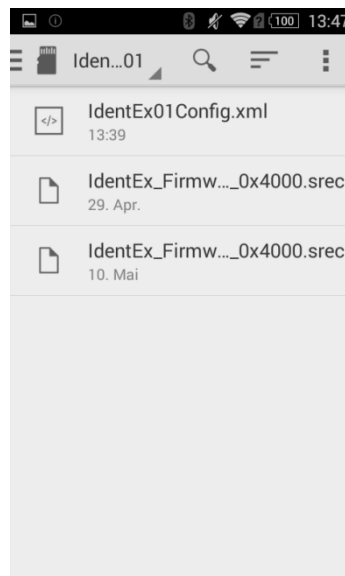 100 13:47
Iden...01
</>
IdentEx01Config.xml
13:39
IdentEx_Firmw..._0x4000.srec
29. Apr.
IdentEx_Firmw..._0x4000.srec
10. Mai